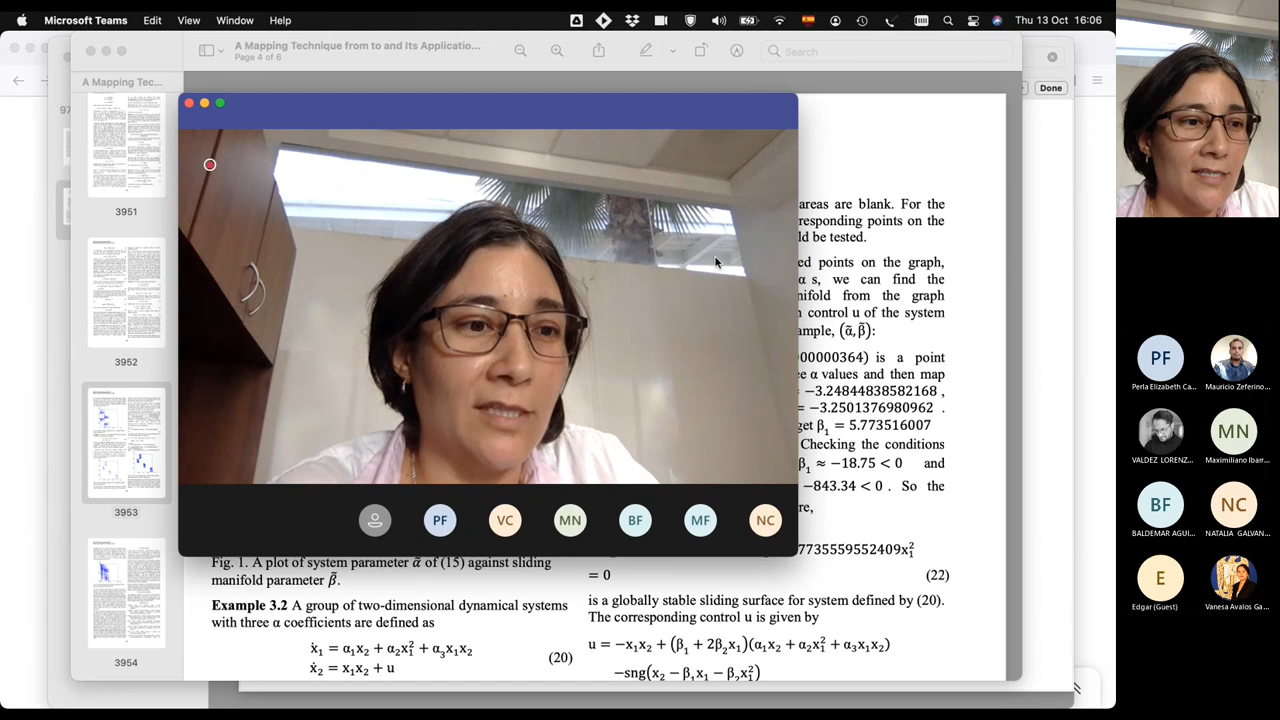 Microsoft Teams Edit View Window Help Thu 13 Oct 16:06
A Mapping Technique from to and Its Applicatio...
Page 4 of 6
Search
A Mapping Tec...
97
Done
3951
3952
3953
3954
areas are blank. For the
responding points on the
ld be tested.
ed points on the graph,
α s, we can find the
nifold from the graph
n control u of the system
ample, (α̃, β̃):
000000364) is a point
ee α values and then map
= −3.24844838582168 ,
= −3.2501376980962 .
get β₁ = 5.773516007
Checking the conditions
β₁ ≈ −18.75 < 0 and
−843.34 < 0 . So the
re,
7735559552409x₁²
= 0 (22)
is a globally stable sliding surface for system defined by (20).
The corresponding control u is given by
u = −x₁x₂ + (β₁ + 2β₂x₁)(α₁x₂ + α₂x₁² + α₃x₁x₂)
−sng(x₂ − β₁x₁ − β₂x₁²)
Fig. 1. A plot of system parameter α̃ of (15) against sliding
manifold parameter β̃.
Example 3.2 A group of two-dimensional dynamical systems
with three α coefficients are defined as
ẋ₁ = α₁x₂ + α₂x₁² + α₃x₁x₂
ẋ₂ = x₁x₂ + u
(20)
PF VC MN BF MF NC
PF
Perla Elizabeth Ca... Mauricio Zeferino...
MN
VALDEZ LORENZ... Maximiliano Ibarr...
BF NC
BALDEMAR AGUI... NATALIA GALVAN...
E
Edgar (Guest) Vanesa Avalos Ga...